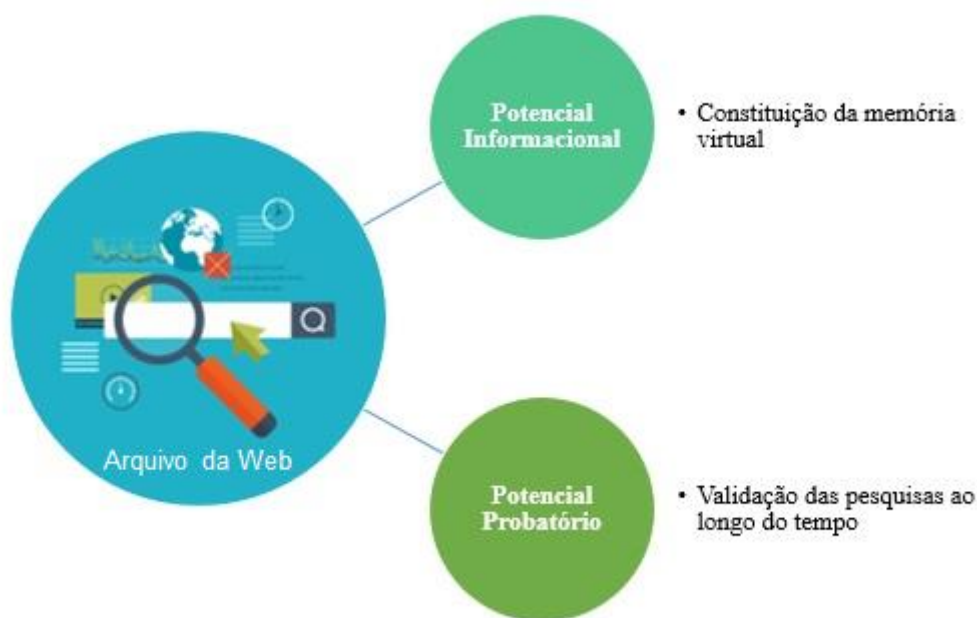 Potencial
Informacional
• Constituição da memória
virtual
Arquivo da Web
Potencial
Probatório
• Validação das pesquisas ao
longo do tempo